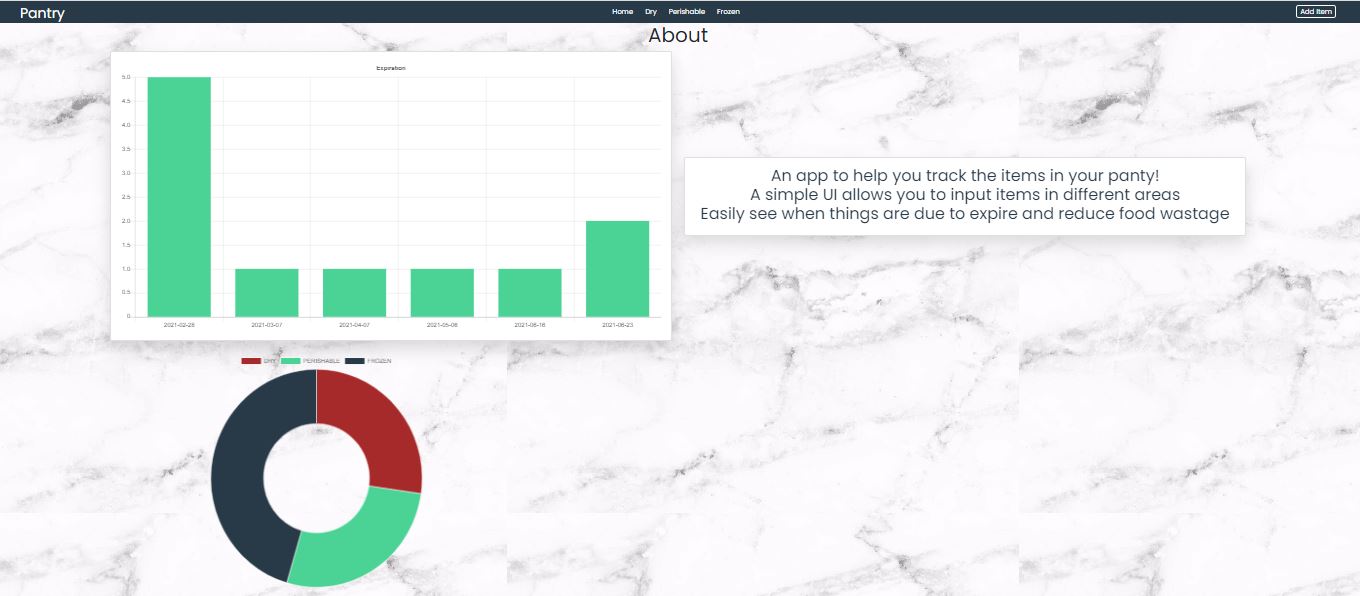 Pantry
Home Dry Perishable Frozen
Add Item
About
Expiration
5.0
4.5
4.0
3.5
3.0
2.5
2.0
1.5
1.0
0.5
0
2021-02-28 2021-03-07 2021-04-07 2021-05-08 2021-06-16 2021-06-23
An app to help you track the items in your panty!
A simple UI allows you to input items in different areas
Easily see when things are due to expire and reduce food wastage
DRY PERISHABLE FROZEN